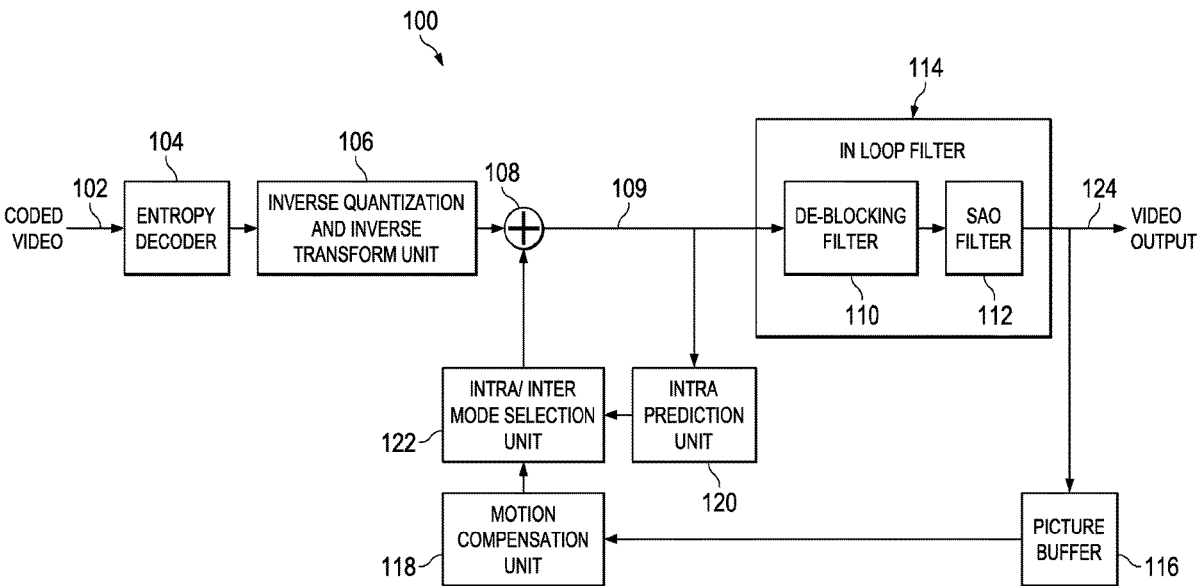 100
114
IN LOOP FILTER
104
106
102
108
109
124
CODED
VIDEO
ENTROPY
DECODER
INVERSE QUANTIZATION
AND INVERSE
TRANSFORM UNIT
DE-BLOCKING
FILTER
SAO
FILTER
VIDEO
OUTPUT
110
112
INTRA/ INTER
MODE SELECTION
UNIT
INTRA
PREDICTION
UNIT
122
120
MOTION
COMPENSATION
UNIT
PICTURE
BUFFER
118
116